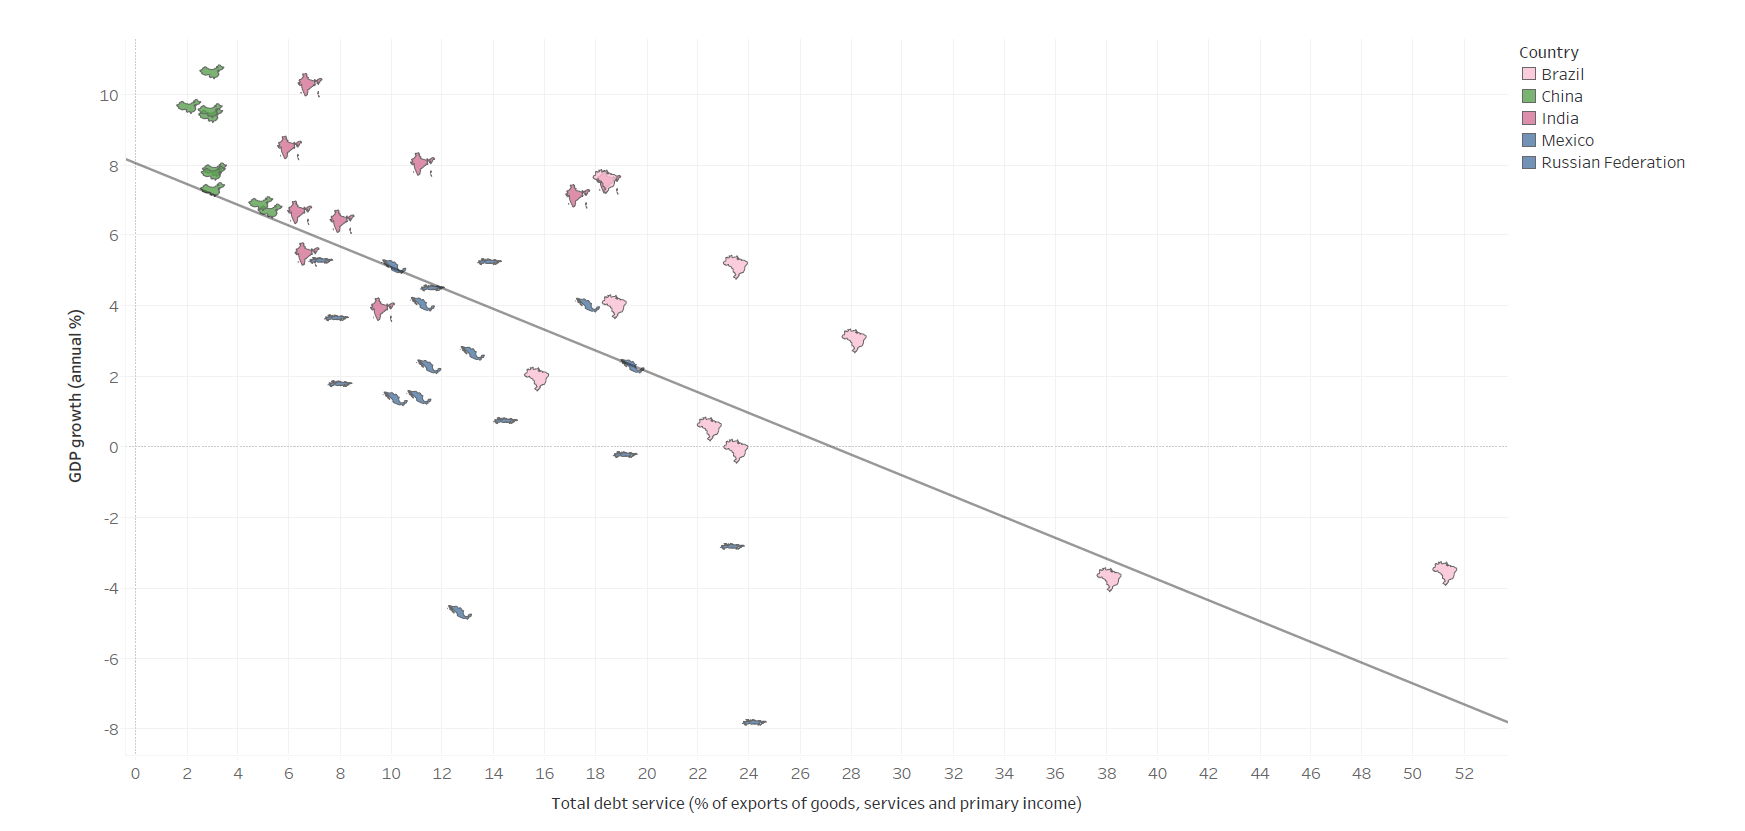 Country
Brazil
China
India
Mexico
Russian Federation
GDP growth (annual %)
10
8
6
4
2
0
-2
-4
-6
-8
0 2 4 6 8 10 12 14 16 18 20 22 24 26 28 30 32 34 36 38 40 42 44 46 48 50 52
Total debt service (% of exports of goods, services and primary income)